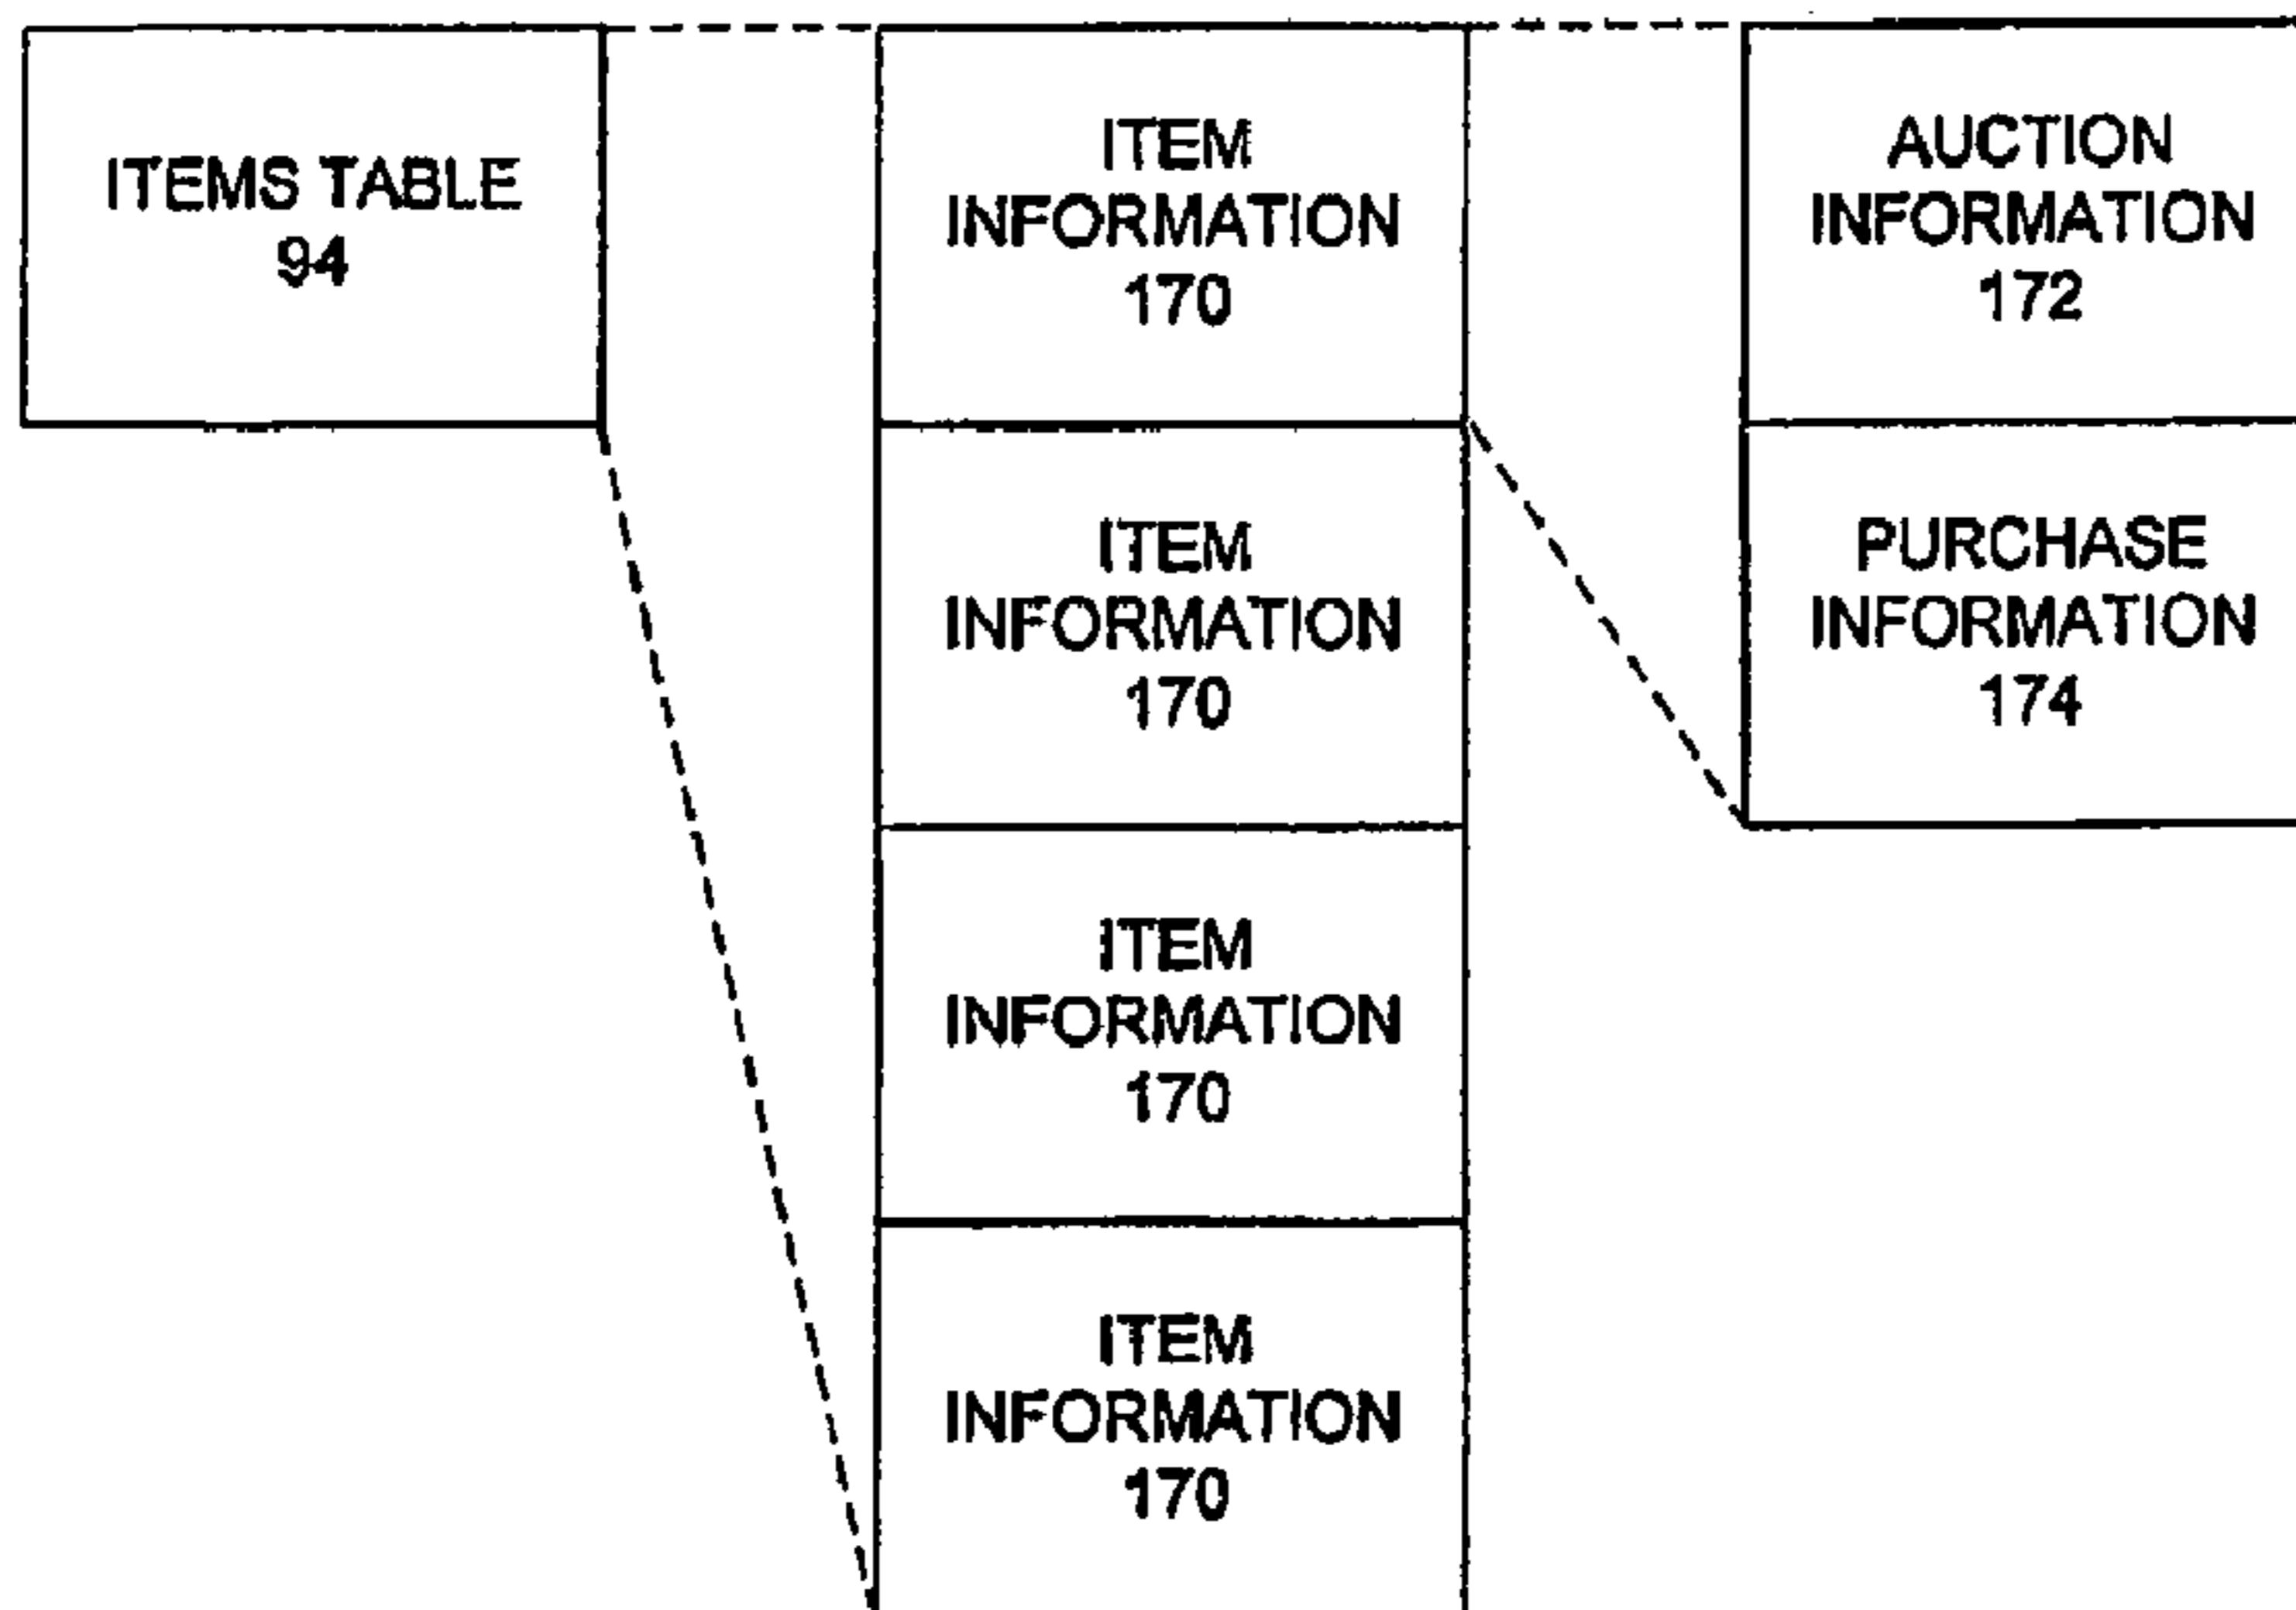 ITEMS TABLE
94
ITEM
INFORMATION
170
ITEM
INFORMATION
170
ITEM
INFORMATION
170
ITEM
INFORMATION
170
AUCTION
INFORMATION
172
PURCHASE
INFORMATION
174